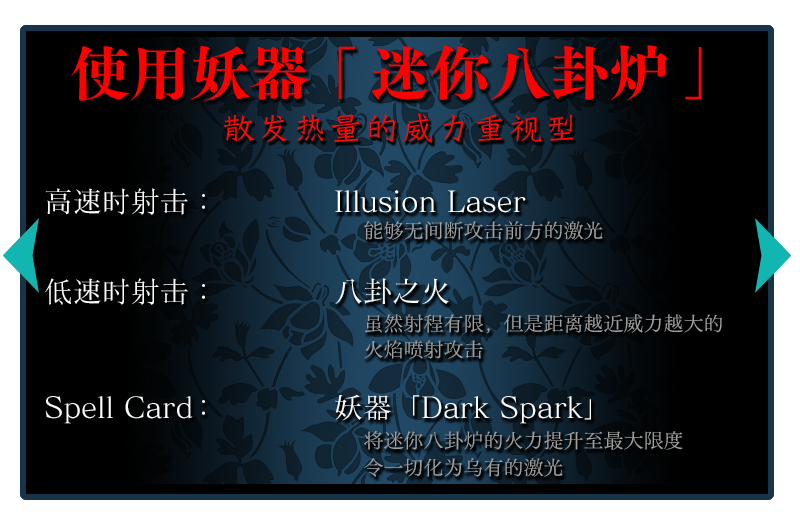 使用妖器「迷你八卦炉」
散发热量的威力重视型
高速时射击： Illusion Laser
能够无间断攻击前方的激光
低速时射击： 八卦之火
虽然射程有限，但是距离越近威力越大的
火焰喷射攻击
Spell Card： 妖器「Dark Spark」
将迷你八卦炉的火力提升至最大限度
令一切化为乌有的激光